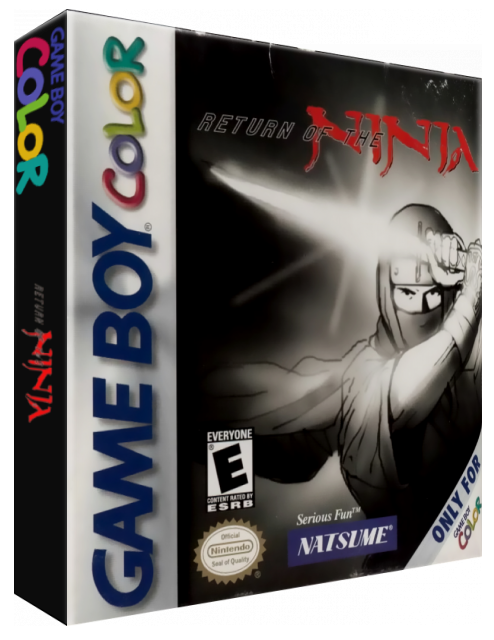 GAME BOY
COLOR
RETURN OF THE
NINJA
GAME BOY COLOR
®
RETURN OF THE NINJA
EVERYONE
E
®
CONTENT RATED BY
ESRB
Official
Nintendo
Seal of Quality
Serious Fun™
NATSUME®
ONLY FOR
GAME BOY
COLOR